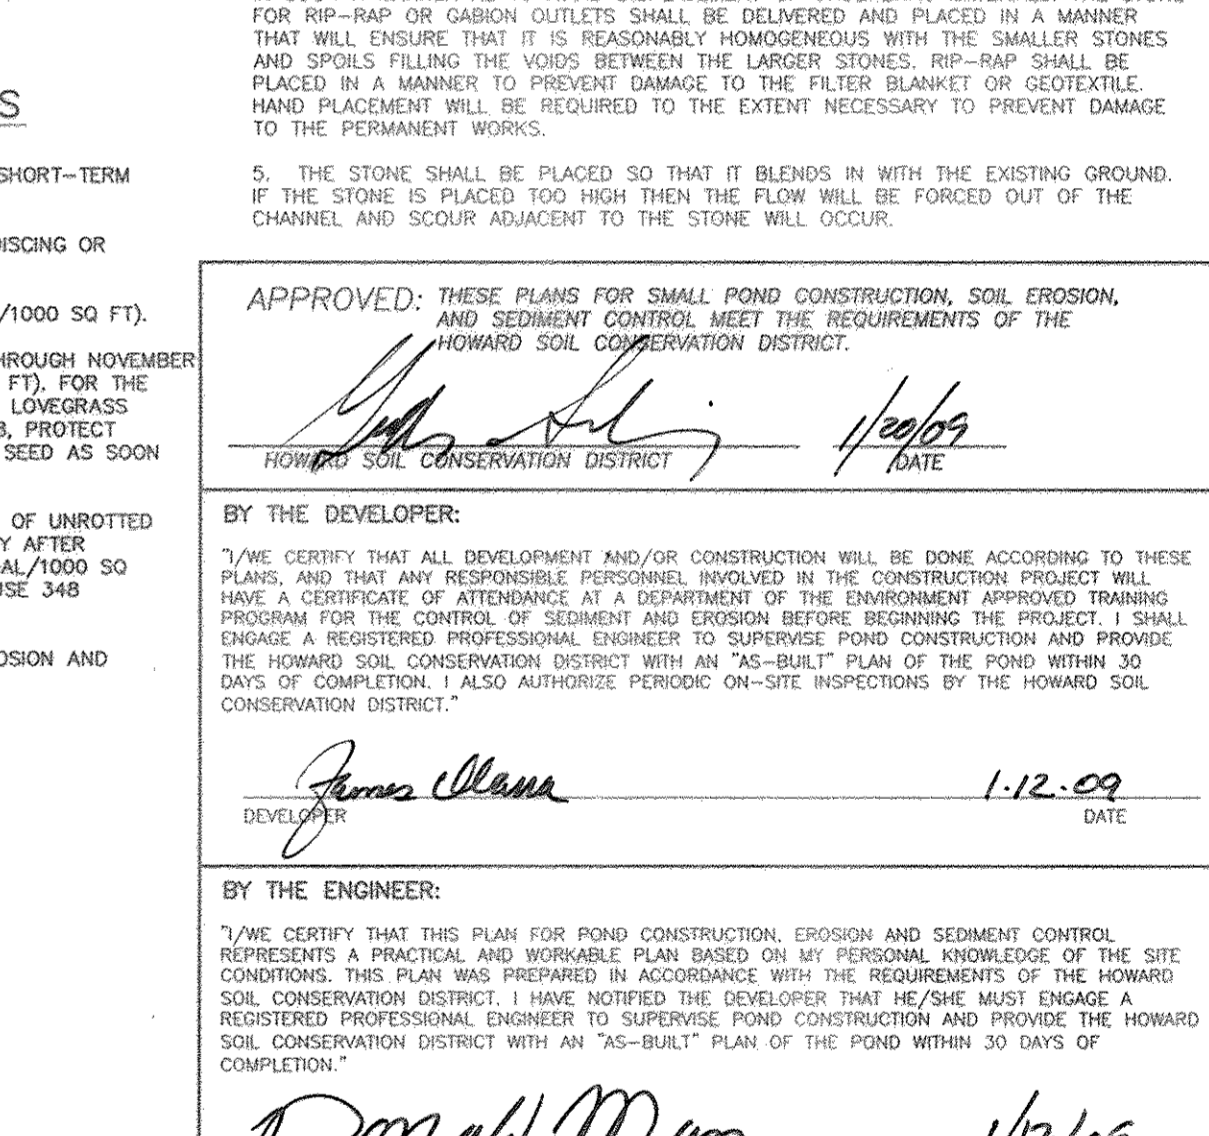 FOR RIP-RAP OR GABION OUTLETS SHALL BE DELIVERED AND PLACED IN A MANNER
THAT WILL ENSURE THAT IT IS REASONABLY HOMOGENEOUS WITH THE SMALLER STONES
AND SPOILS FILLING THE VOIDS BETWEEN THE LARGER STONES. RIP-RAP SHALL BE
PLACED IN A MANNER TO PREVENT DAMAGE TO THE FILTER BLANKET OR GEOTEXTILE.
HAND PLACEMENT WILL BE REQUIRED TO THE EXTENT NECESSARY TO PREVENT DAMAGE
TO THE PERMANENT WORKS.
5. THE STONE SHALL BE PLACED SO THAT IT BLENDS IN WITH THE EXISTING GROUND.
IF THE STONE IS PLACED TOO HIGH THEN THE FLOW WILL BE FORCED OUT OF THE
CHANNEL AND SCOUR ADJACENT TO THE STONE WILL OCCUR.
S
SHORT-TERM
DISCING OR
/1000 SQ FT).
THROUGH NOVEMBER
FT). FOR THE
LOVEGRASS
PROTECT
SEED AS SOON
OF UNROTTED
AFTER
GAL/1000 SQ
USE 348
EROSION AND
APPROVED: THESE PLANS FOR SMALL POND CONSTRUCTION, SOIL EROSION,
AND SEDIMENT CONTROL MEET THE REQUIREMENTS OF THE
HOWARD SOIL CONSERVATION DISTRICT.
1/20/09
HOWARD SOIL CONSERVATION DISTRICT DATE
BY THE DEVELOPER:
"I/WE CERTIFY THAT ALL DEVELOPMENT AND/OR CONSTRUCTION WILL BE DONE ACCORDING TO THESE
PLANS, AND THAT ANY RESPONSIBLE PERSONNEL INVOLVED IN THE CONSTRUCTION PROJECT WILL
HAVE A CERTIFICATE OF ATTENDANCE AT A DEPARTMENT OF THE ENVIRONMENT APPROVED TRAINING
PROGRAM FOR THE CONTROL OF SEDIMENT AND EROSION BEFORE BEGINNING THE PROJECT. I SHALL
ENGAGE A REGISTERED PROFESSIONAL ENGINEER TO SUPERVISE POND CONSTRUCTION AND PROVIDE
THE HOWARD SOIL CONSERVATION DISTRICT WITH AN "AS-BUILT" PLAN OF THE POND WITHIN 30
DAYS OF COMPLETION. I ALSO AUTHORIZE PERIODIC ON-SITE INSPECTIONS BY THE HOWARD SOIL
CONSERVATION DISTRICT."
James 1.12.09
DEVELOPER DATE
BY THE ENGINEER:
"I/WE CERTIFY THAT THIS PLAN FOR POND CONSTRUCTION, EROSION AND SEDIMENT CONTROL
REPRESENTS A PRACTICAL AND WORKABLE PLAN BASED ON MY PERSONAL KNOWLEDGE OF THE SITE
CONDITIONS. THIS PLAN WAS PREPARED IN ACCORDANCE WITH THE REQUIREMENTS OF THE HOWARD
SOIL CONSERVATION DISTRICT. I HAVE NOTIFIED THE DEVELOPER THAT HE/SHE MUST ENGAGE A
REGISTERED PROFESSIONAL ENGINEER TO SUPERVISE POND CONSTRUCTION AND PROVIDE THE HOWARD
SOIL CONSERVATION DISTRICT WITH AN "AS-BUILT" PLAN OF THE POND WITHIN 30 DAYS OF
COMPLETION."